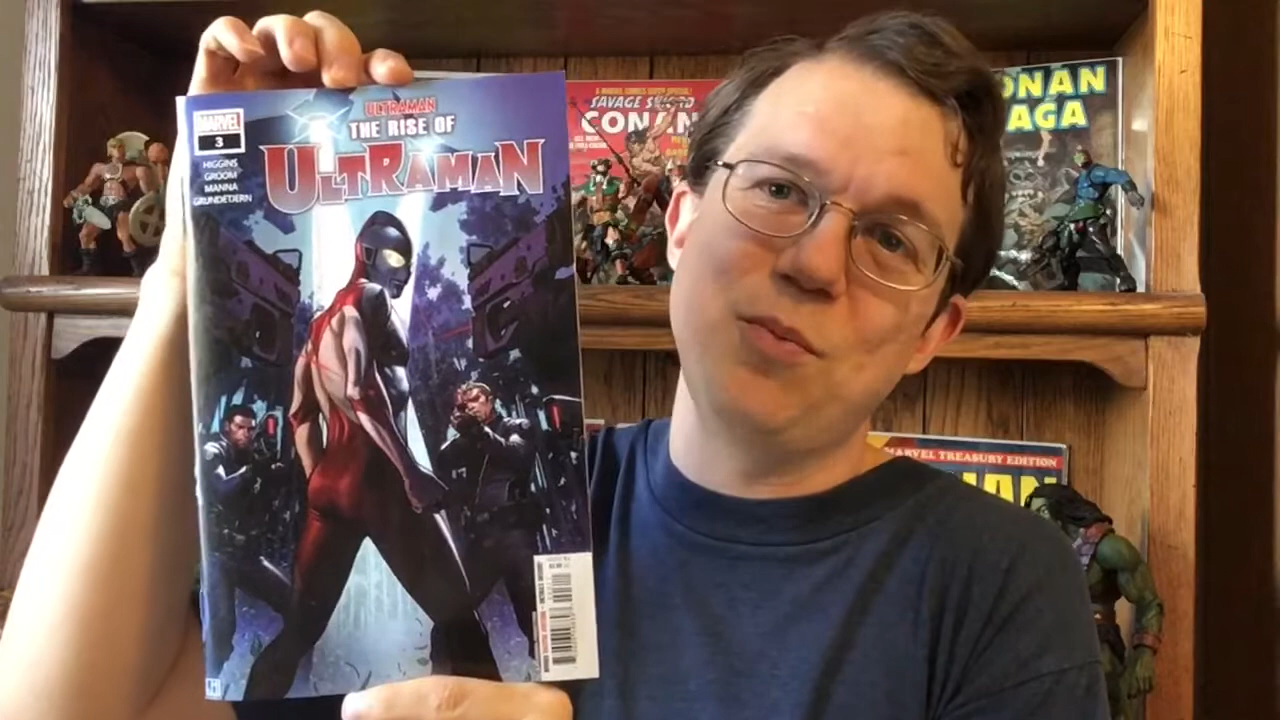 MARVEL
3
HIGGINS
GROOM
MANNA
GRUNDETJERN
ULTRAMAN
THE RISE OF
ULTRAMAN
SAVAGE SWORD
CONAN
ONAN
AGA
MARVEL TREASURY EDITION